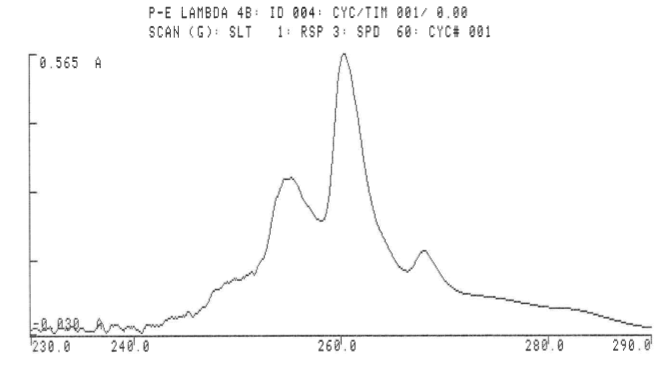 P-E LAMBDA 4B: ID 004: CYC/TIM 001/ 0.00
SCAN (G): SLT 1: RSP 3: SPD 60: CYC# 001
0.565 A
-0.030 A
230.0 240.0 260.0 280.0 290.0